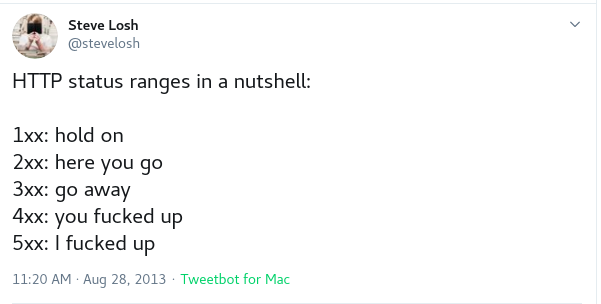 Steve Losh
@stevelosh
HTTP status ranges in a nutshell:
1xx: hold on
2xx: here you go
3xx: go away
4xx: you fucked up
5xx: I fucked up
11:20 AM · Aug 28, 2013 · Tweetbot for Mac